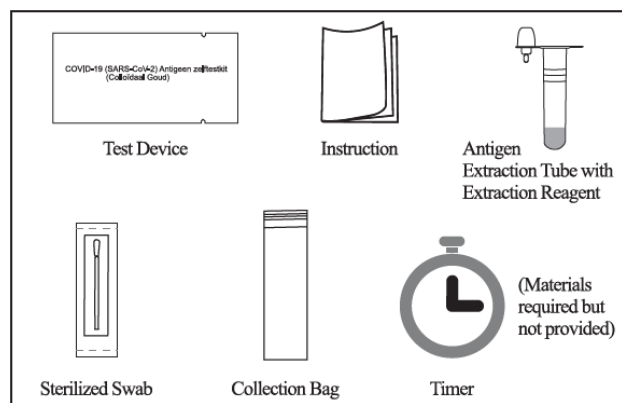 COVID-19 (SARS-CoV-2) Antigeen zelftestkit
(Colloïdaal Goud)
Test Device
Instruction
Antigen
Extraction Tube with
Extraction Reagent
Sterilized Swab
Collection Bag
Timer
(Materials
required but
not provided)